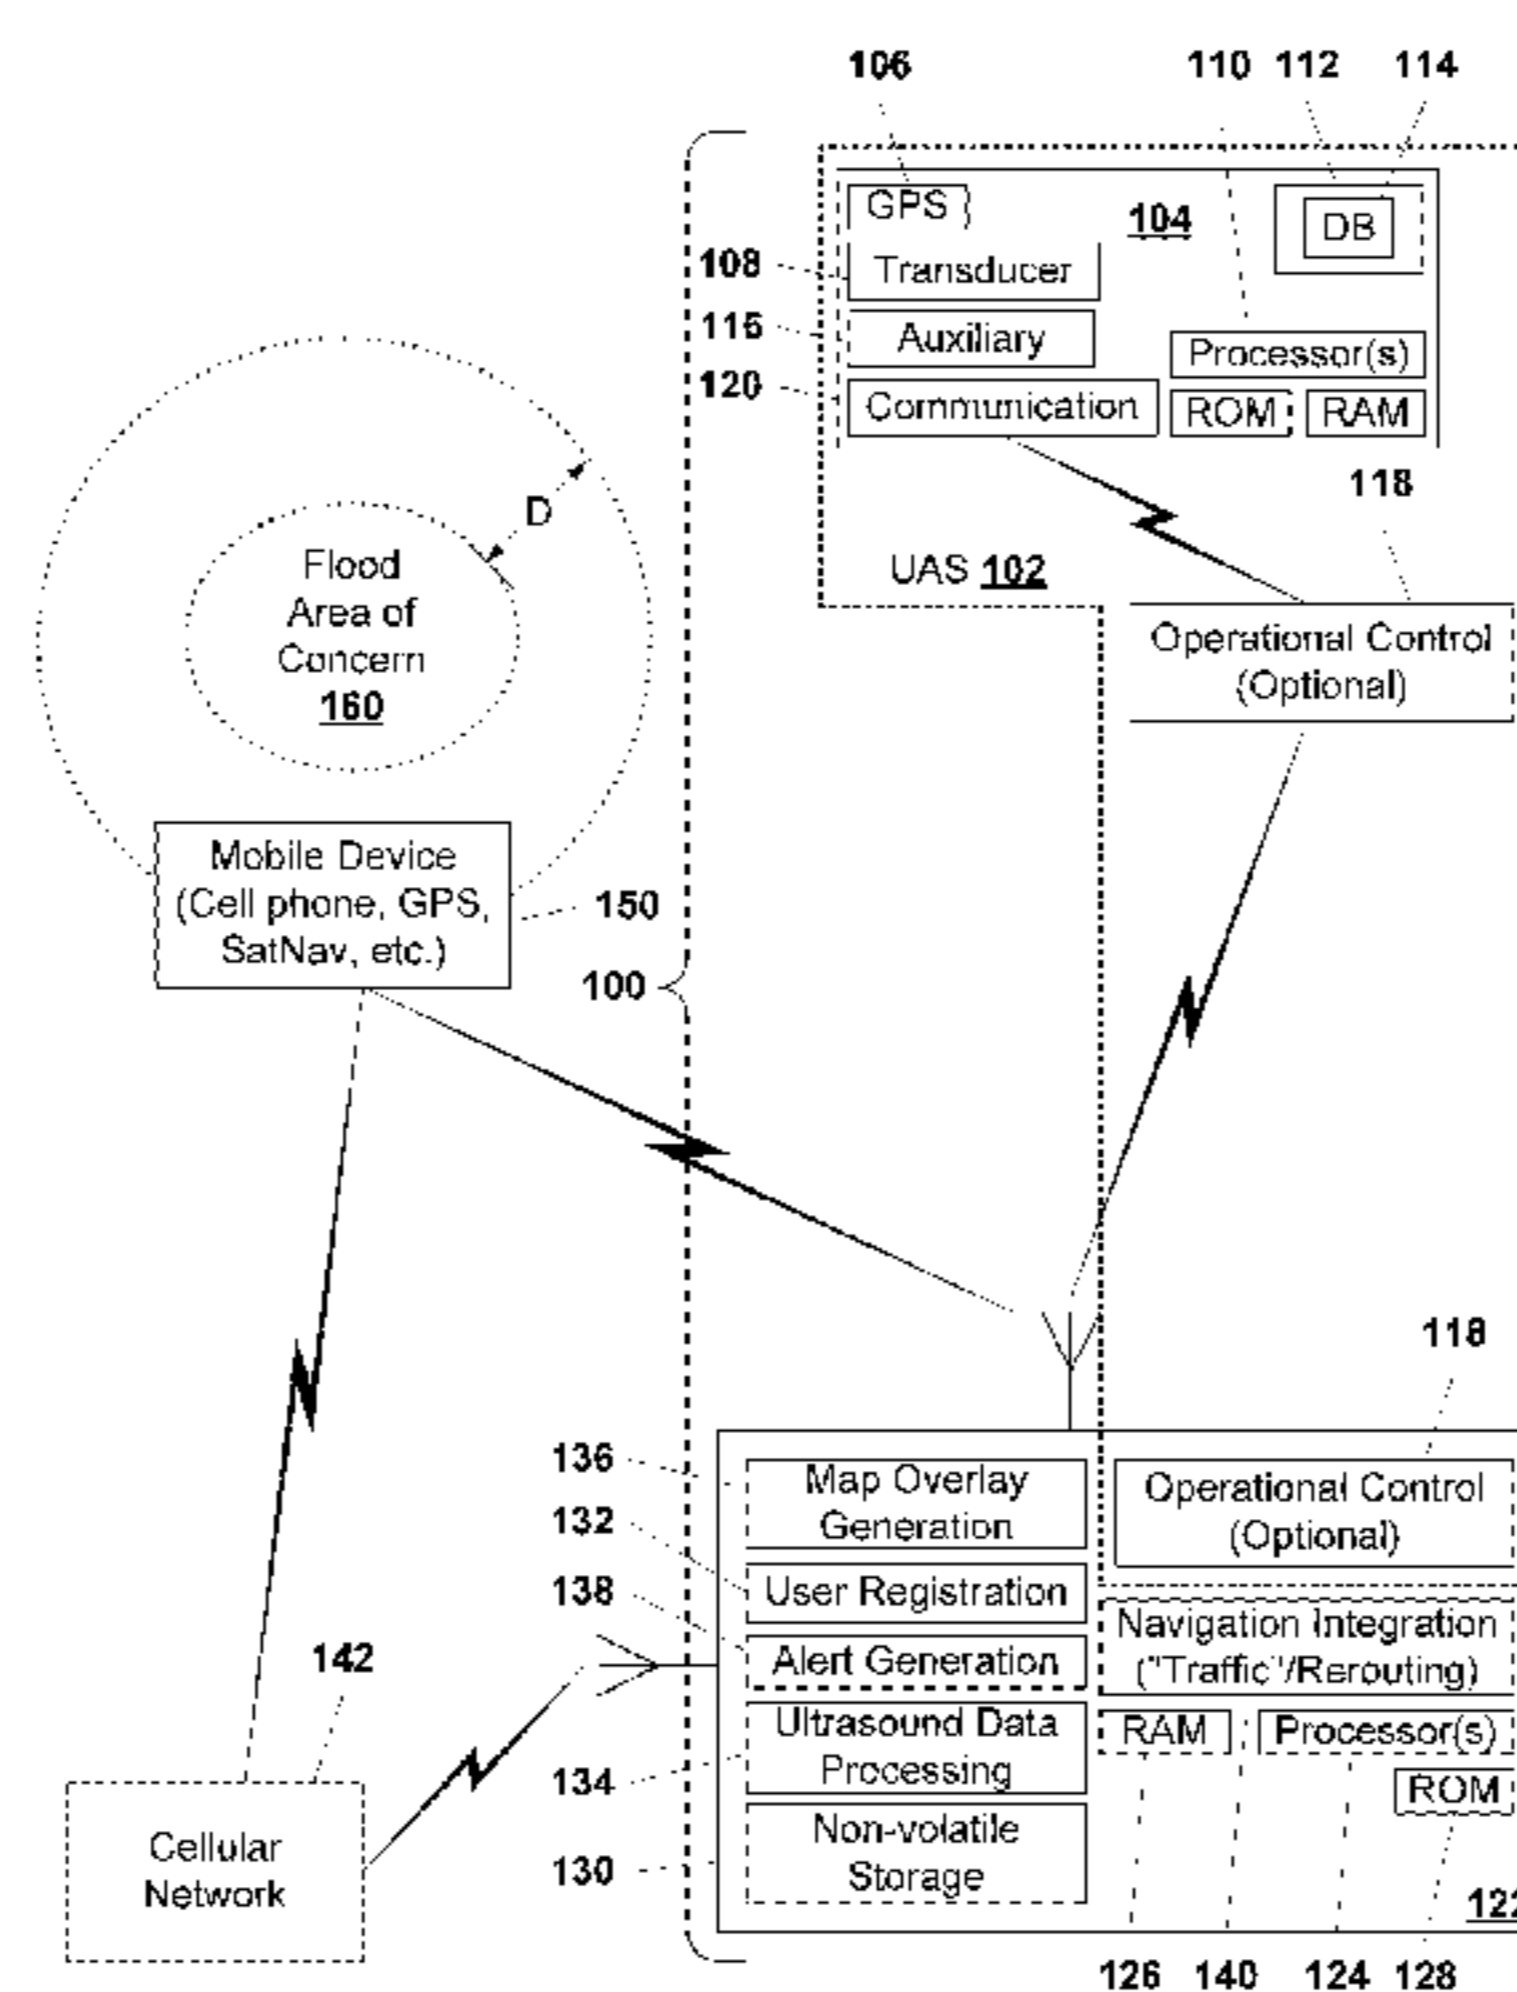 106 110 112 114
GPS 104 DB
108 Transducer
116 Auxiliary
Processor(s)
120 Communication ROM RAM
118
D
UAS 102
Flood
Area of
Concern
160
Operational Control
(Optional)
Mobile Device
(Cell phone, GPS,
SatNav, etc.)
150
100
118
136 Map Overlay
Generation
Operational Control
(Optional)
132
User Registration
138
Navigation Integration
("Traffic"/Rerouting)
Alert Generation
142
Ultrasound Data
Processing
134
RAM Processor(s)
ROM
Non-volatile
Storage
130
Cellular
Network
122
126 140 124 128